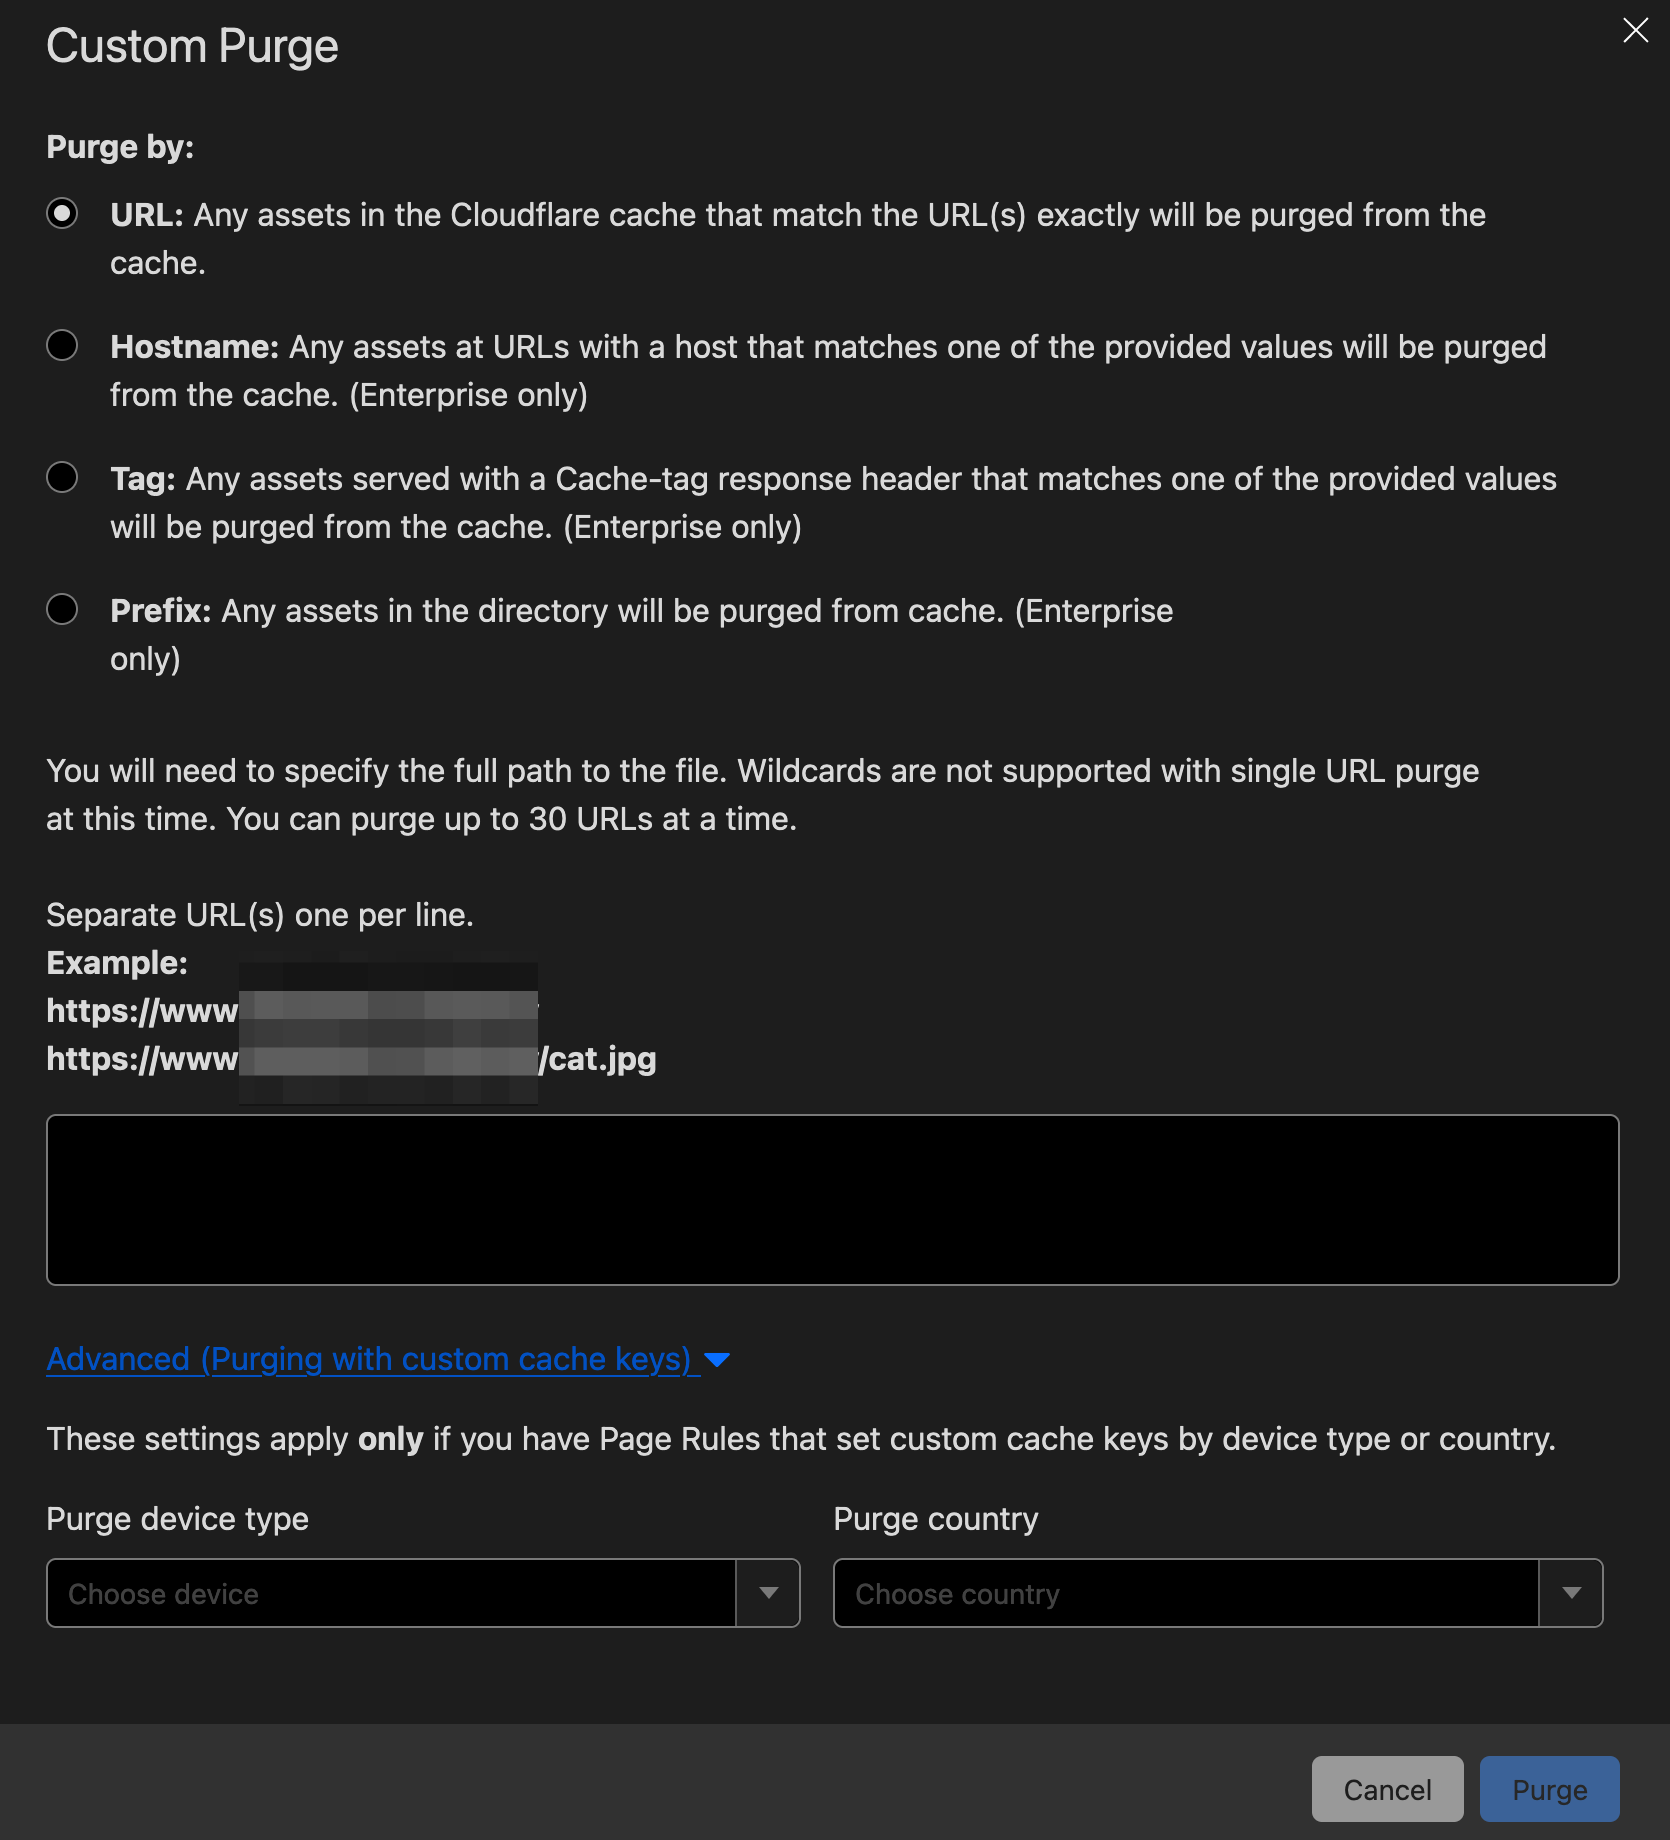 Custom Purge
Purge by:
URL: Any assets in the Cloudflare cache that match the URL(s) exactly will be purged from the
cache.
Hostname: Any assets at URLs with a host that matches one of the provided values will be purged
from the cache. (Enterprise only)
Tag: Any assets served with a Cache-tag response header that matches one of the provided values
will be purged from the cache. (Enterprise only)
Prefix: Any assets in the directory will be purged from cache. (Enterprise
only)
You will need to specify the full path to the file. Wildcards are not supported with single URL purge
at this time. You can purge up to 30 URLs at a time.
Separate URL(s) one per line.
Example:
https://www
https://www /cat.jpg
Advanced (Purging with custom cache keys)
These settings apply only if you have Page Rules that set custom cache keys by device type or country.
Purge device type Purge country
Choose device Choose country
Cancel Purge